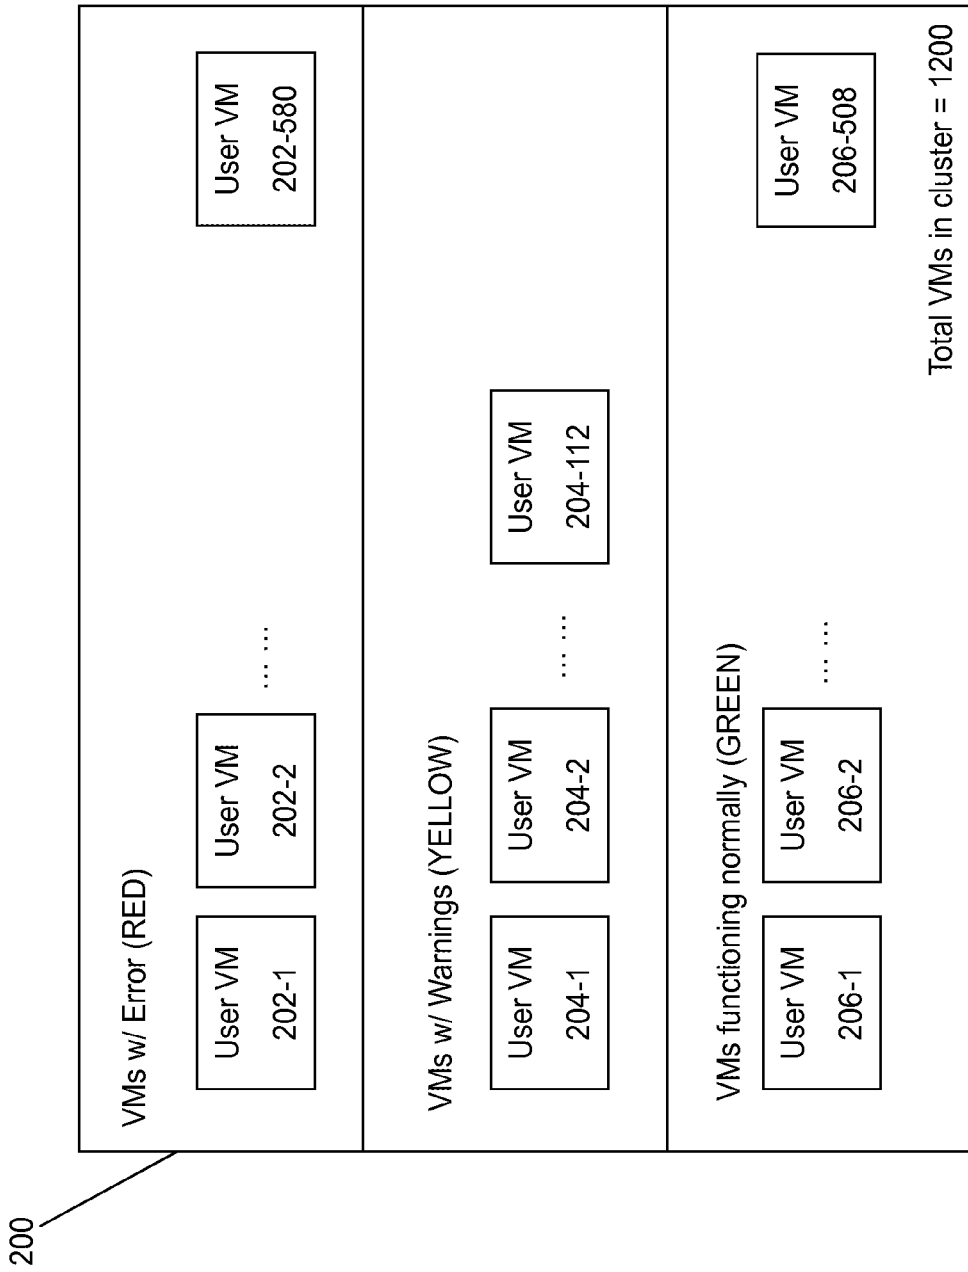 200
VMs w/ Error (RED)
User VM
202-1
User VM
202-2
... ...
User VM
202-580
VMs w/ Warnings (YELLOW)
User VM
204-1
User VM
204-2
... ...
User VM
204-112
VMs functioning normally (GREEN)
User VM
206-1
User VM
206-2
... ...
User VM
206-508
Total VMs in cluster = 1200